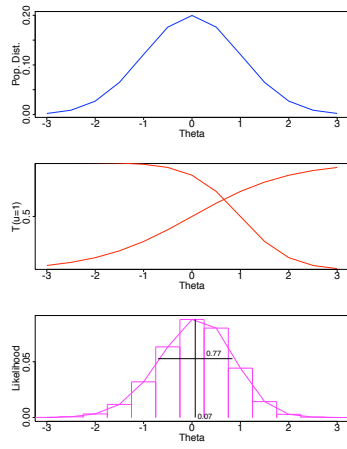 0.20
0.10
0.00
Pop. Dist.
-3 -2 -1 0 1 2 3
Theta
0.5
T(u=1)
-3 -2 -1 0 1 2 3
Theta
0.05
0.00
Likelihood
0.77
0.07
-3 -2 -1 0 1 2 3
Theta